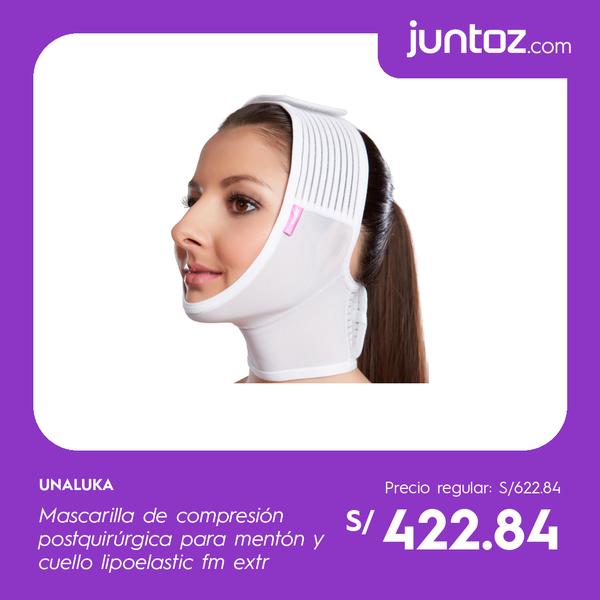 juntoz.com
UNALUKA
Mascarilla de compresión
postquirúrgica para mentón y
cuello lipoelastic fm extr
Precio regular: S/622.84
S/ 422.84